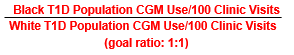 Black T1D Population CGM Use/100 Clinic Visits
White T1D Population CGM Use/100 Clinic Visits
(goal ratio: 1:1)